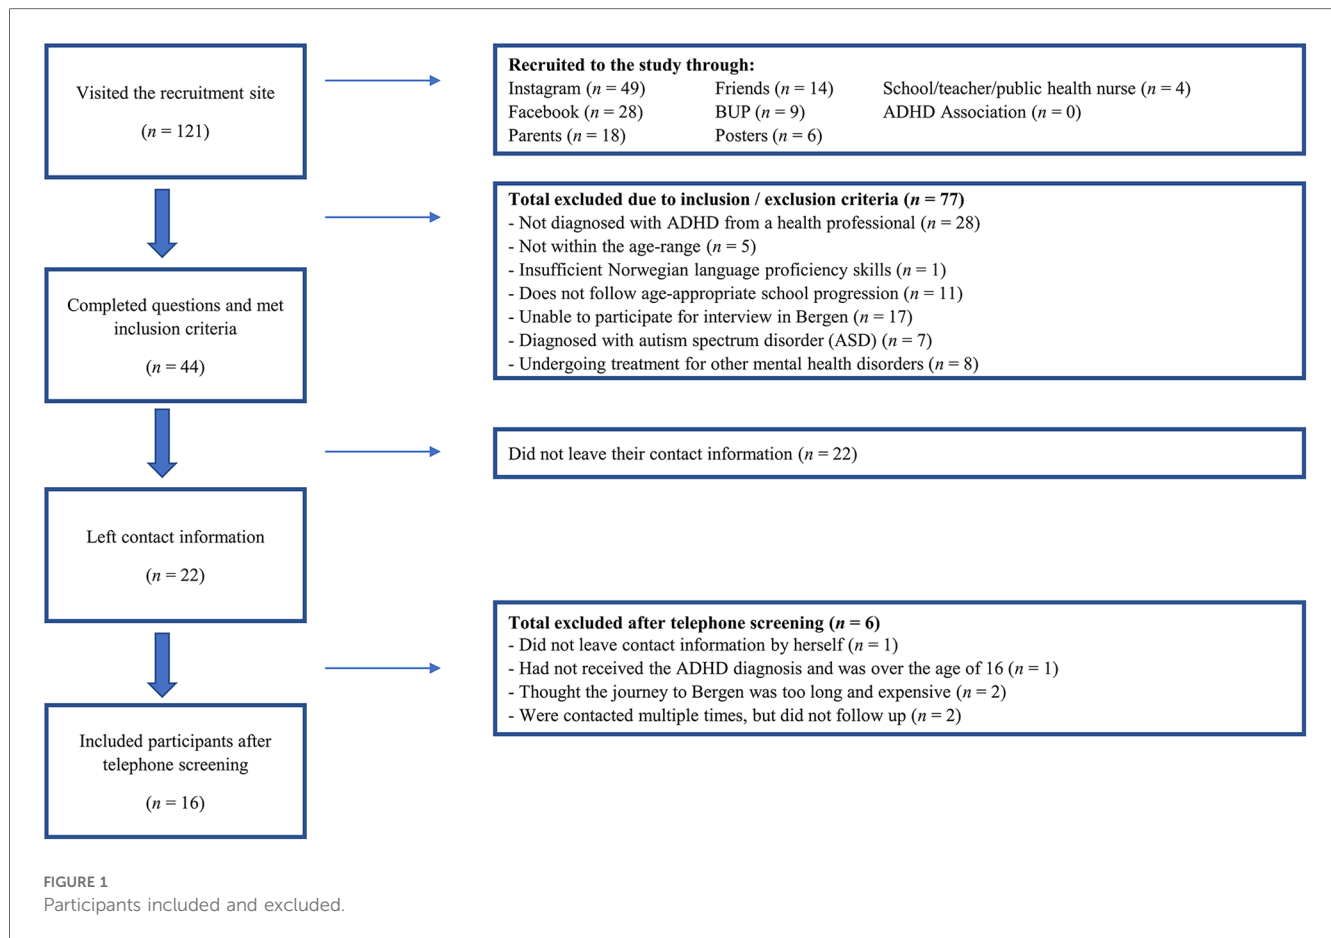 Visited the recruitment site
(n = 121)
Recruited to the study through:
Instagram (n = 49) Friends (n = 14) School/teacher/public health nurse (n = 4)
Facebook (n = 28) BUP (n = 9) ADHD Association (n = 0)
Parents (n = 18) Posters (n = 6)
Total excluded due to inclusion / exclusion criteria (n = 77)
- Not diagnosed with ADHD from a health professional (n = 28)
- Not within the age-range (n = 5)
- Insufficient Norwegian language proficiency skills (n = 1)
- Does not follow age-appropriate school progression (n = 11)
- Unable to participate for interview in Bergen (n = 17)
- Diagnosed with autism spectrum disorder (ASD) (n = 7)
- Undergoing treatment for other mental health disorders (n = 8)
Completed questions and met
inclusion criteria
(n = 44)
Did not leave their contact information (n = 22)
Left contact information
(n = 22)
Total excluded after telephone screening (n = 6)
- Did not leave contact information by herself (n = 1)
- Had not received the ADHD diagnosis and was over the age of 16 (n = 1)
- Thought the journey to Bergen was too long and expensive (n = 2)
- Were contacted multiple times, but did not follow up (n = 2)
Included participants after
telephone screening
(n = 16)
FIGURE 1
Participants included and excluded.